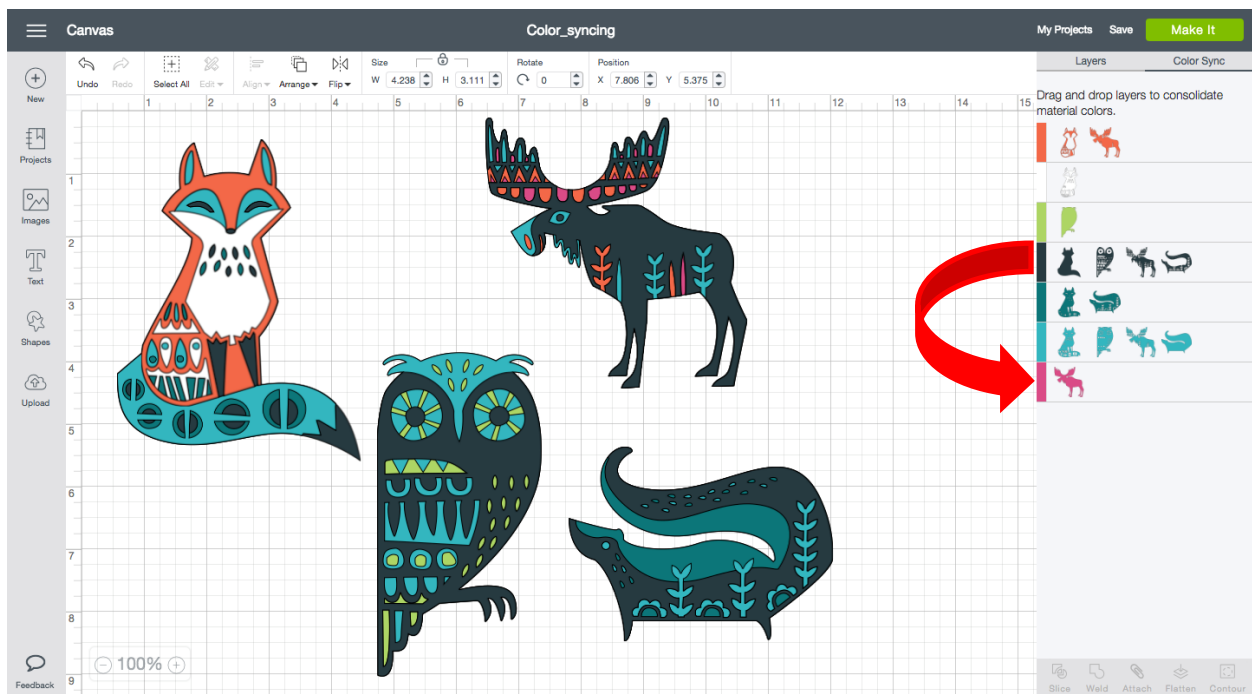 Canvas
Color_syncing
My Projects Save Make It
New
Projects
Images
Text
Shapes
Upload
Feedback
Undo Redo Select All Edit Align Arrange Flip
Size
W 4.238 H 3.111
Rotate
0
Position
X 7.806 Y 5.375
1 2 3 4 5 6 7 8 9 10 11 12 13 14 15
1
2
3
4
5
6
7
8
9
100%
Layers Color Sync
Drag and drop layers to consolidate
material colors.
Slice Weld Attach Flatten Contour